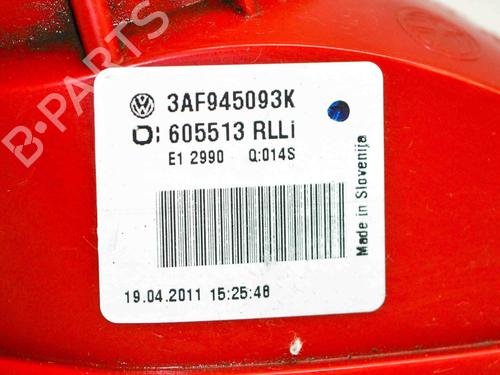 B-PARTS
3AF945093K
605513 RLLi
E1 2990 Q:014S
Made in Slovenija
19.04.2011 15:25:48